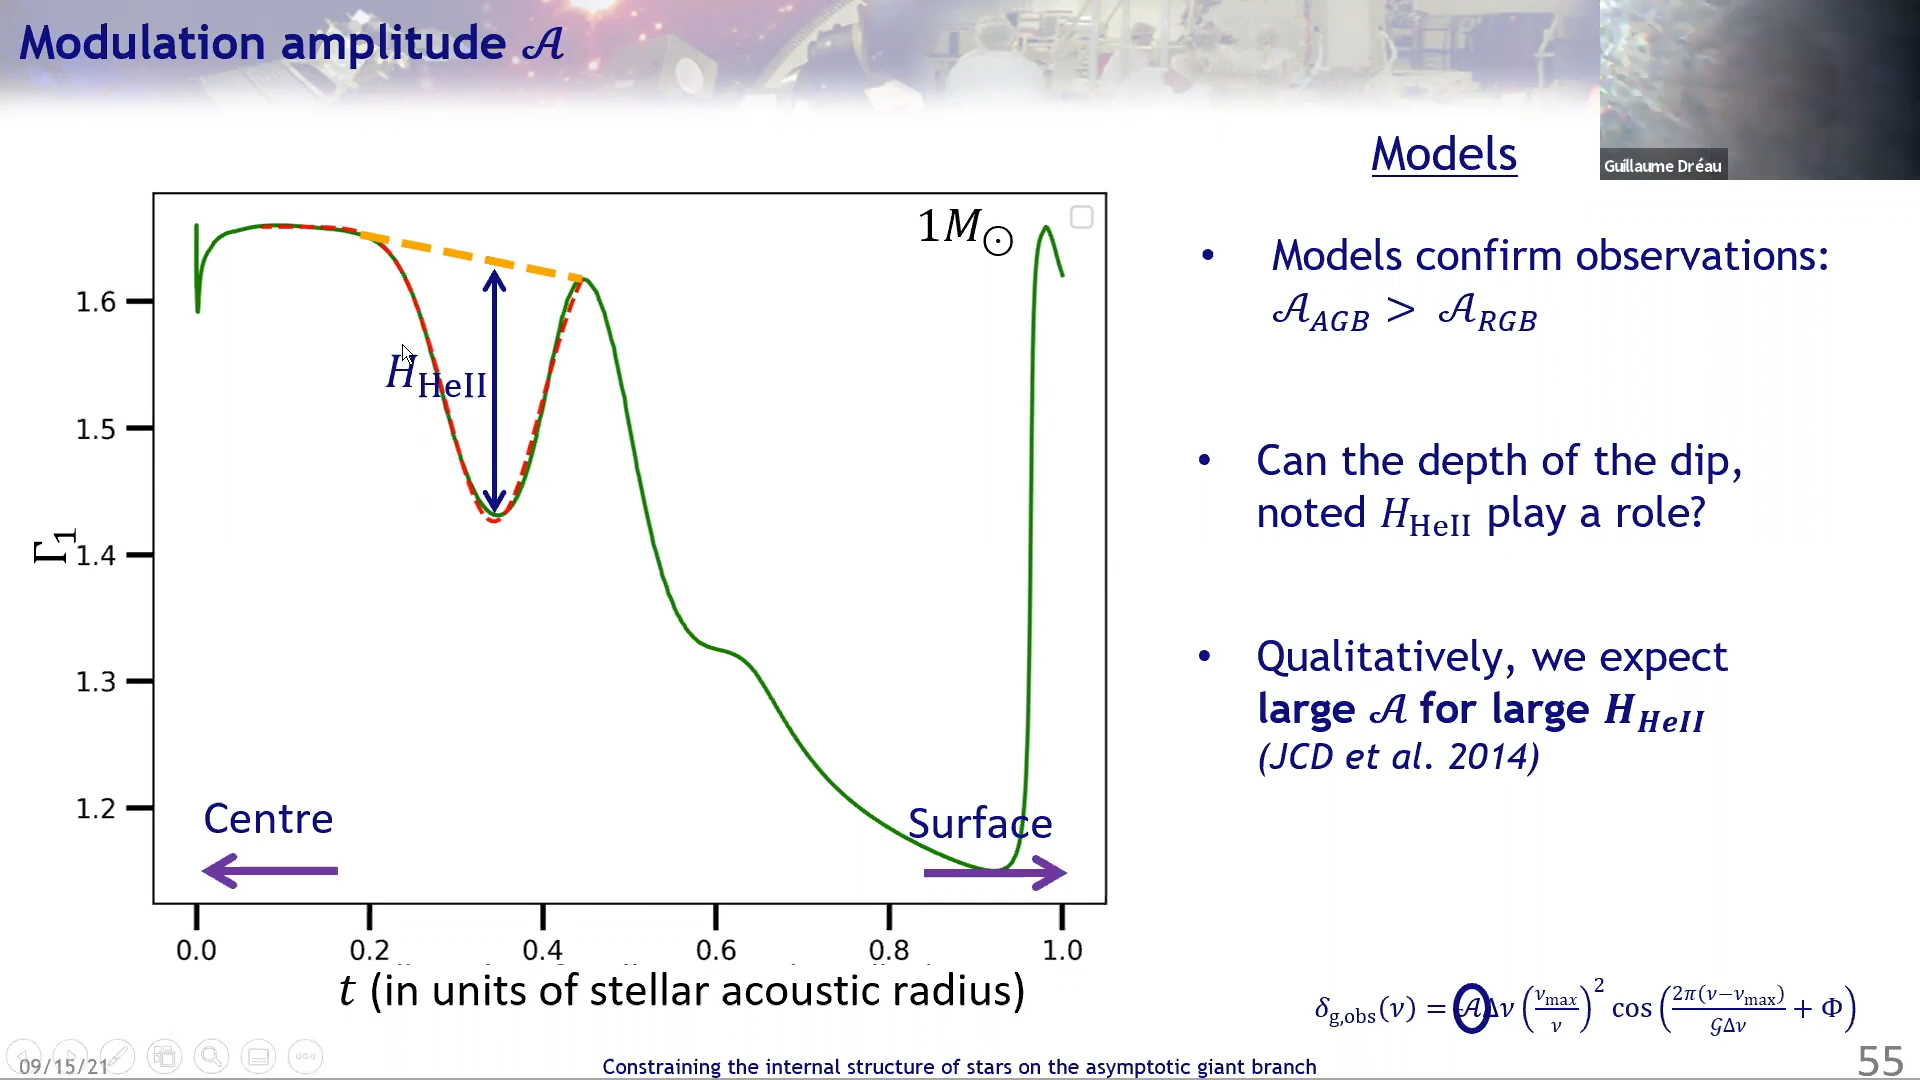 Modulation amplitude 𝒜
Guillaume Dréau
Models
1M⊙
1.6
1.5
1.4
1.3
1.2
Γ₁
H_HeII
Centre
Surface
0.0 0.2 0.4 0.6 0.8 1.0
t (in units of stellar acoustic radius)
• Models confirm observations:
𝒜_AGB > 𝒜_RGB
• Can the depth of the dip,
noted H_HeII play a role?
• Qualitatively, we expect
large 𝒜 for large H_HeII
(JCD et al. 2014)
δ_g,obs(ν) = 𝒜Δν (ν_max/ν)² cos (2π(ν−ν_max)/𝒢Δν + Φ)
09/15/21
Constraining the internal structure of stars on the asymptotic giant branch
55